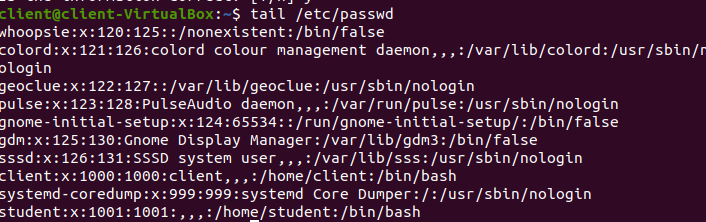 client@client-VirtualBox:~$ tail /etc/passwd
whoopsie:x:120:125::/nonexistent:/bin/false
colord:x:121:126:colord colour management daemon,,,:/var/lib/colord:/usr/sbin/n
ologin
geoclue:x:122:127::/var/lib/geoclue:/usr/sbin/nologin
pulse:x:123:128:PulseAudio daemon,,,:/var/run/pulse:/usr/sbin/nologin
gnome-initial-setup:x:124:65534::/run/gnome-initial-setup/:/bin/false
gdm:x:125:130:Gnome Display Manager:/var/lib/gdm3:/bin/false
sssd:x:126:131:SSSD system user,,,:/var/lib/sss:/usr/sbin/nologin
client:x:1000:1000:client,,,:/home/client:/bin/bash
systemd-coredump:x:999:999:systemd Core Dumper:/:/usr/sbin/nologin
student:x:1001:1001:,,,:/home/student:/bin/bash